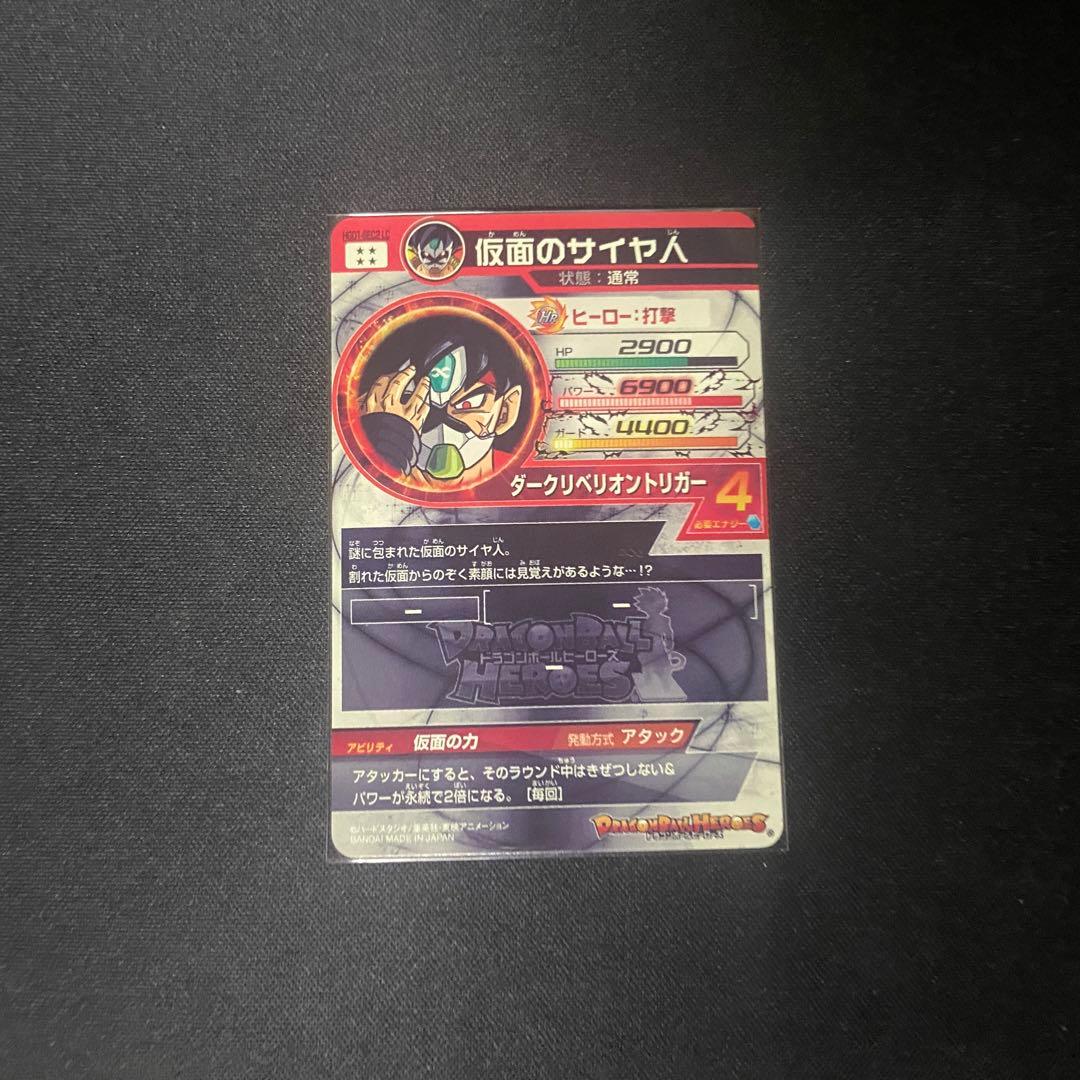 HGD1-SEC2 LC
仮面のサイヤ人
状態：通常
ヒーロー：打撃
HP 2900
パワー 6900
ガード 4400
ダークリベリオントリガー 4
必要エナジー
謎に包まれた仮面のサイヤ人。
割れた仮面からのぞく素顔には見覚えがあるような…!?
DRAGON BALL
ドラゴンボールヒーローズ
HEROES
アビリティ 仮面の力 発動方式 アタック
アタッカーにすると、そのラウンド中はきぜつしない&
パワーが永続で2倍になる。［毎回］
©バードスタジオ/集英社・東映アニメーション
BANDAI MADE IN JAPAN
DRAGON BALL HEROES